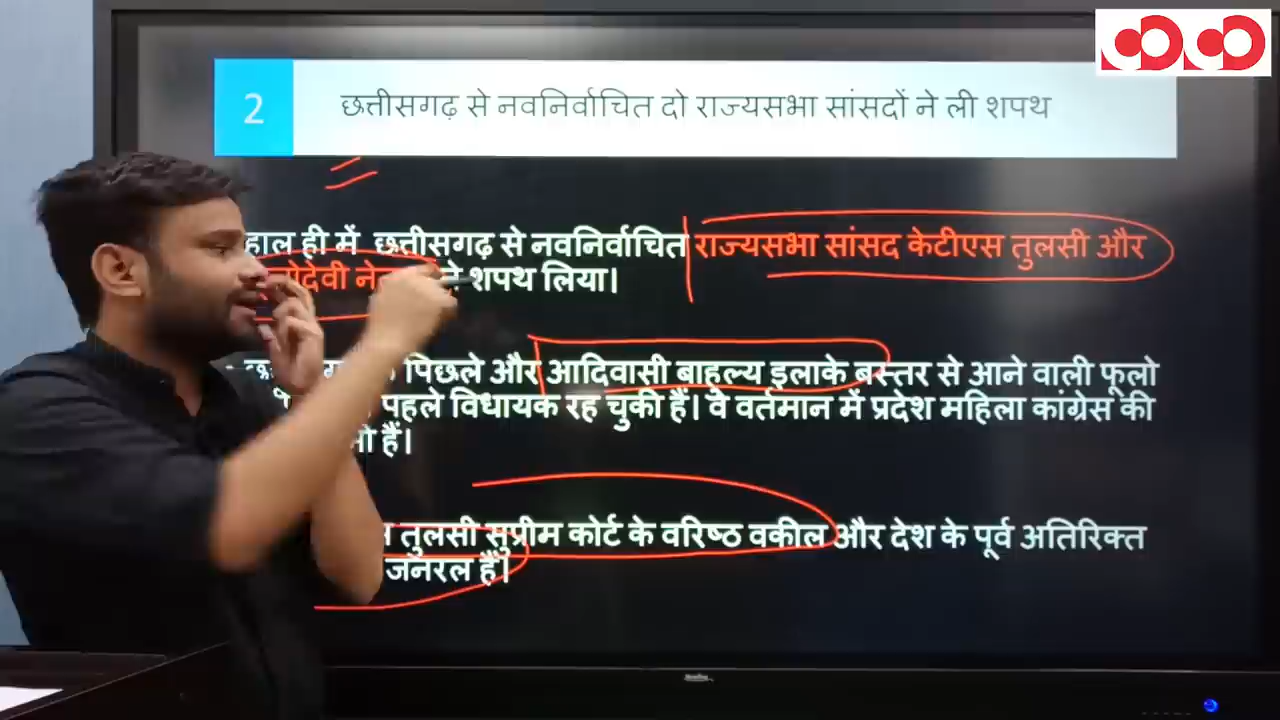 2
छत्तीसगढ़ से नवनिर्वाचित दो राज्यसभा सांसदों ने ली शपथ
हाल ही में छत्तीसगढ़ से नवनिर्वाचित राज्यसभा सांसद केटीएस तुलसी और
ने शपथ लिया।
पिछले और आदिवासी बाहुल्य इलाके बस्तर से आने वाली फूलो
पहले विधायक रह चुकी हैं। वे वर्तमान में प्रदेश महिला कांग्रेस की
हैं।
तुलसी सुप्रीम कोर्ट के वरिष्ठ वकील और देश के पूर्व अतिरिक्त
जनरल हैं।